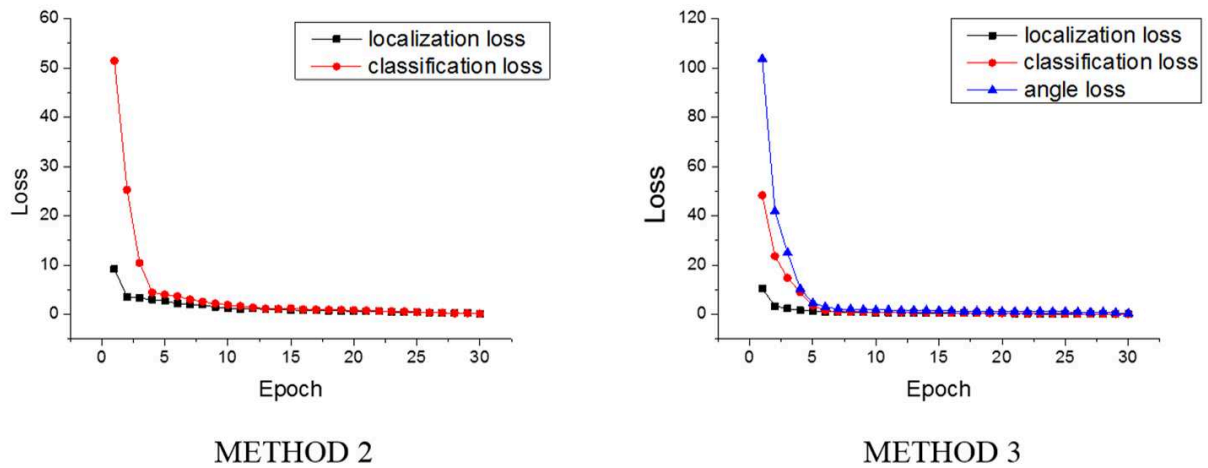 60
50
40
30
20
10
0
Loss
localization loss
classification loss
0 5 10 15 20 25 30
Epoch
METHOD 2
120
100
80
60
40
20
0
Loss
localization loss
classification loss
angle loss
0 5 10 15 20 25 30
Epoch
METHOD 3